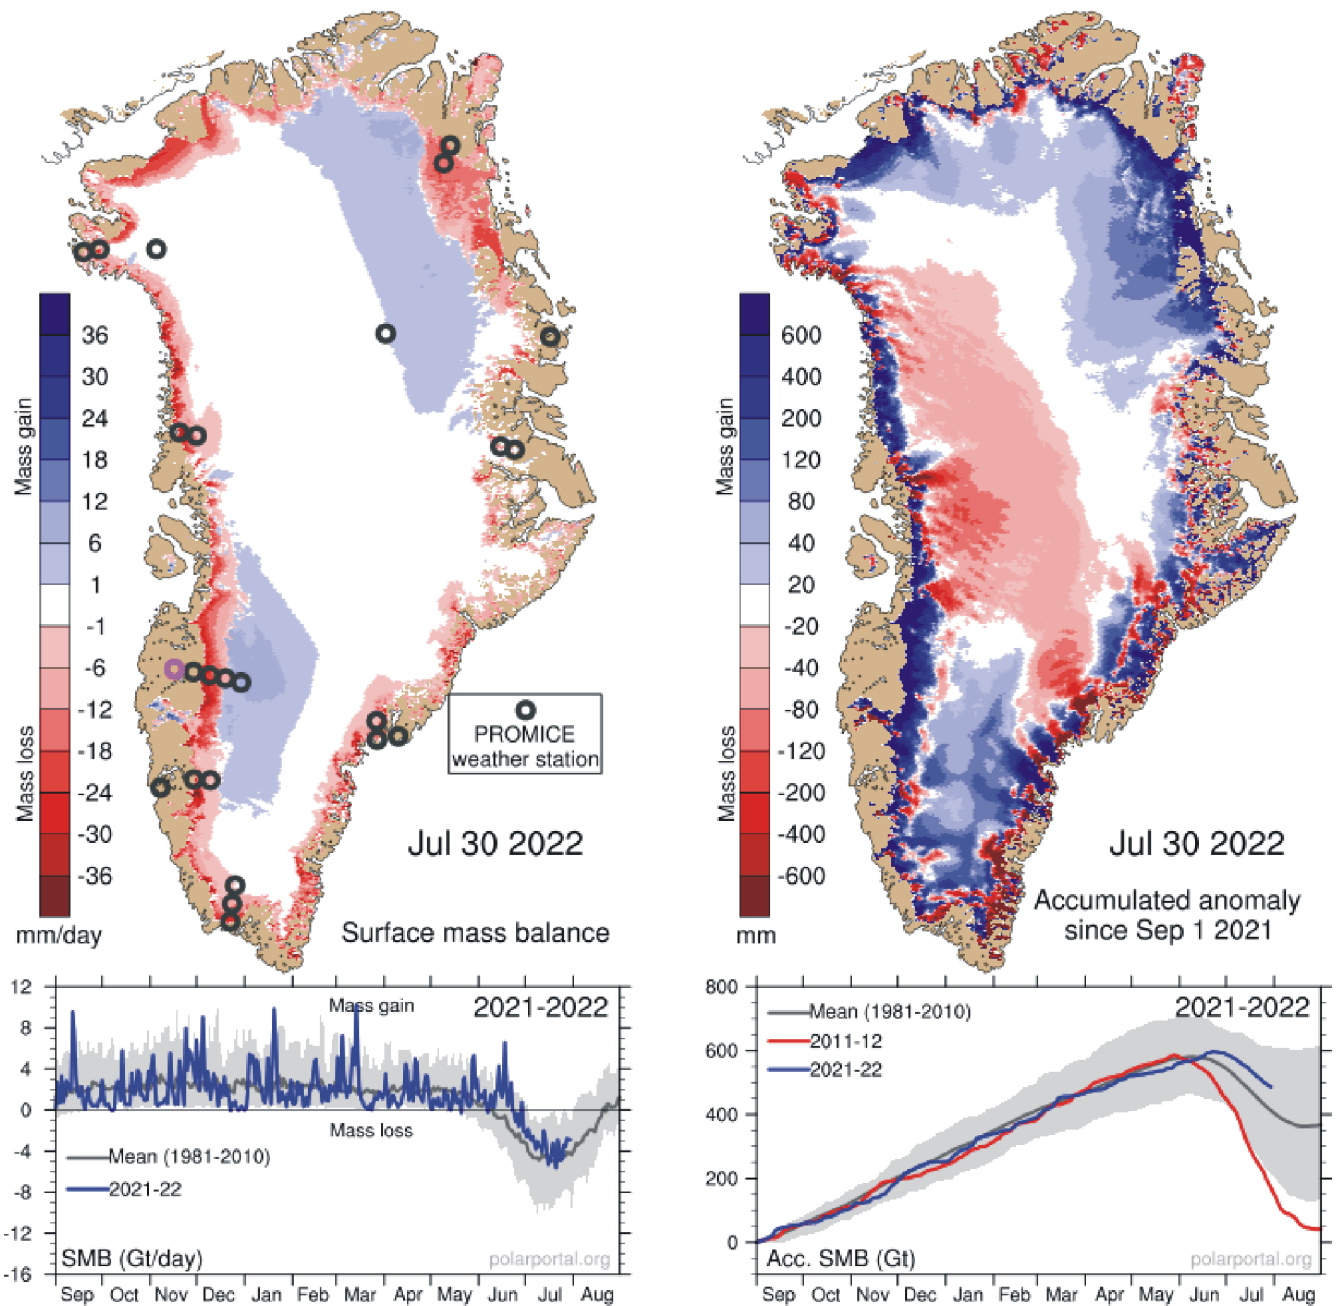 36
30
24
18
12
6
1
-1
-6
-12
-18
-24
-30
-36
mm/day
Mass gain
Mass loss
PROMICE
weather station
Jul 30 2022
Surface mass balance
600
400
200
120
80
40
20
-20
-40
-80
-120
-200
-400
-600
mm
Mass gain
Mass loss
Jul 30 2022
Accumulated anomaly
since Sep 1 2021
12
8
4
0
-4
-8
-12
-16
Mass gain
2021-2022
Mass loss
Mean (1981-2010)
2021-22
SMB (Gt/day)
polarportal.org
Sep Oct Nov Dec Jan Feb Mar Apr May Jun Jul Aug
800
600
400
200
0
2021-2022
Mean (1981-2010)
2011-12
2021-22
Acc. SMB (Gt)
polarportal.org
Sep Oct Nov Dec Jan Feb Mar Apr May Jun Jul Aug